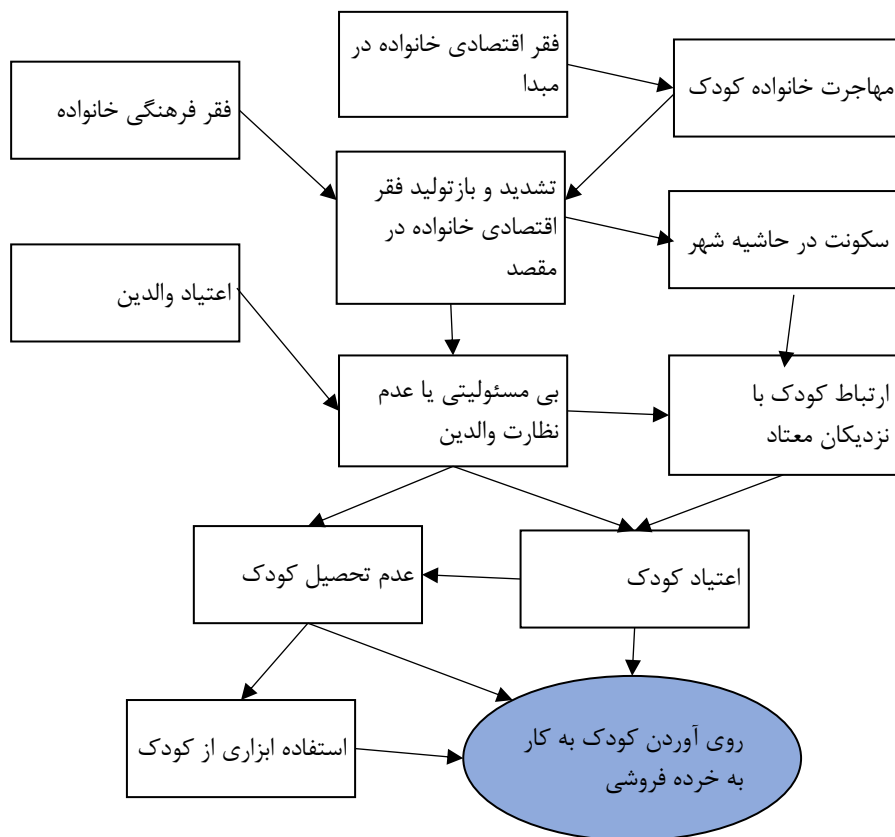 فقر اقتصادی خانواده در
مبدا
مهاجرت خانواده کودک
فقر فرهنگی خانواده
تشدید و بازتولید فقر
اقتصادی خانواده در
مقصد
سکونت در حاشیه شهر
اعتیاد والدین
بی مسئولیتی یا عدم
نظارت والدین
ارتباط کودک با
نزدیکان معتاد
عدم تحصیل کودک
اعتیاد کودک
استفاده ابزاری از کودک
روی آوردن کودک به کار
به خرده فروشی